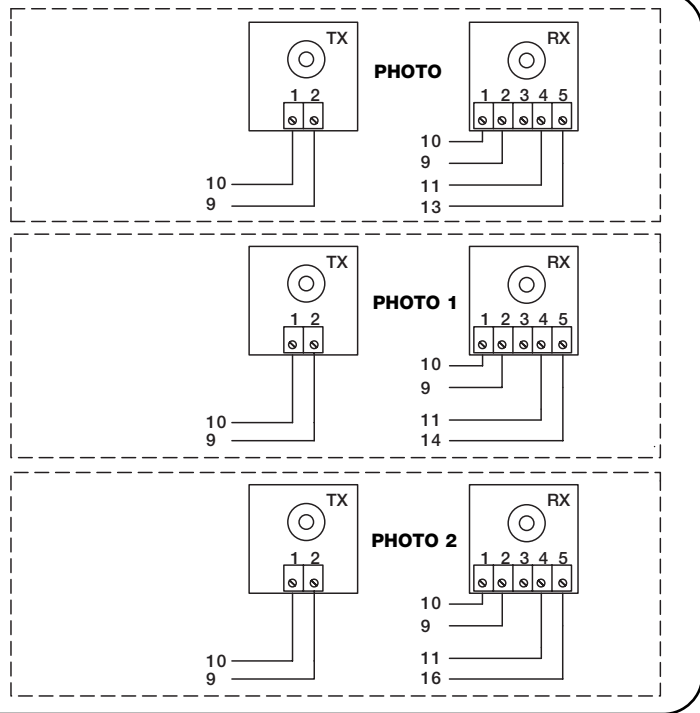 TX RX
PHOTO
1 2 1 2 3 4 5
10
9
10 11
9 13
TX RX
PHOTO 1
1 2 1 2 3 4 5
10
9
10 11
9 14
TX RX
PHOTO 2
1 2 1 2 3 4 5
10
9
10 11
9 16